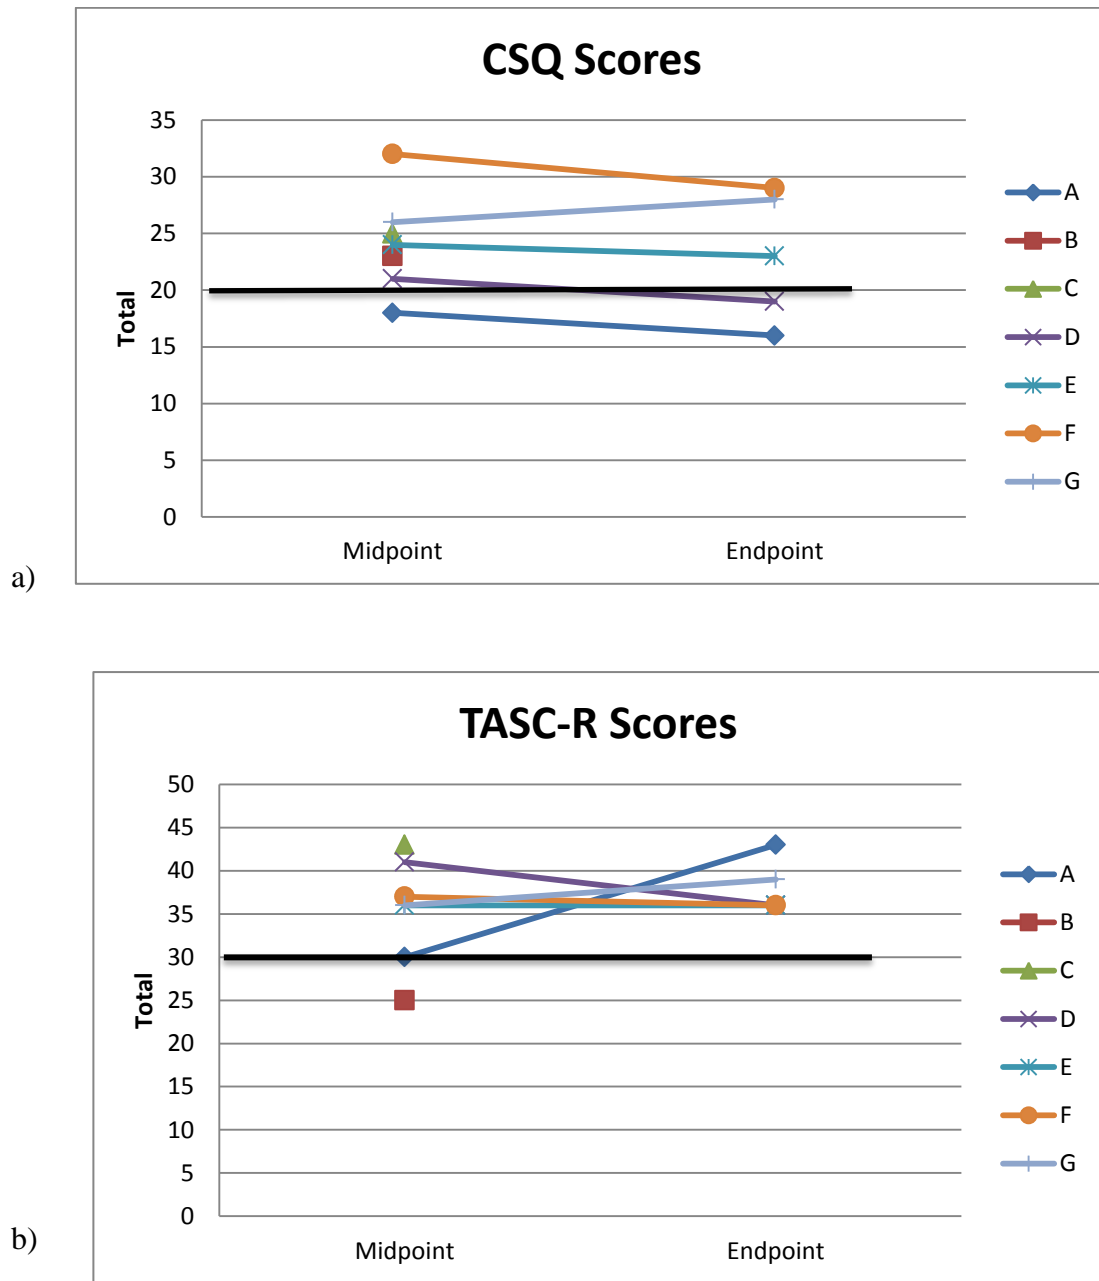 CSQ Scores
35
30
25
20
15
10
5
0
Total
Midpoint Endpoint
A
B
C
D
E
F
G
a)
TASC-R Scores
50
45
40
35
30
25
20
15
10
5
0
Total
Midpoint Endpoint
A
B
C
D
E
F
G
b)